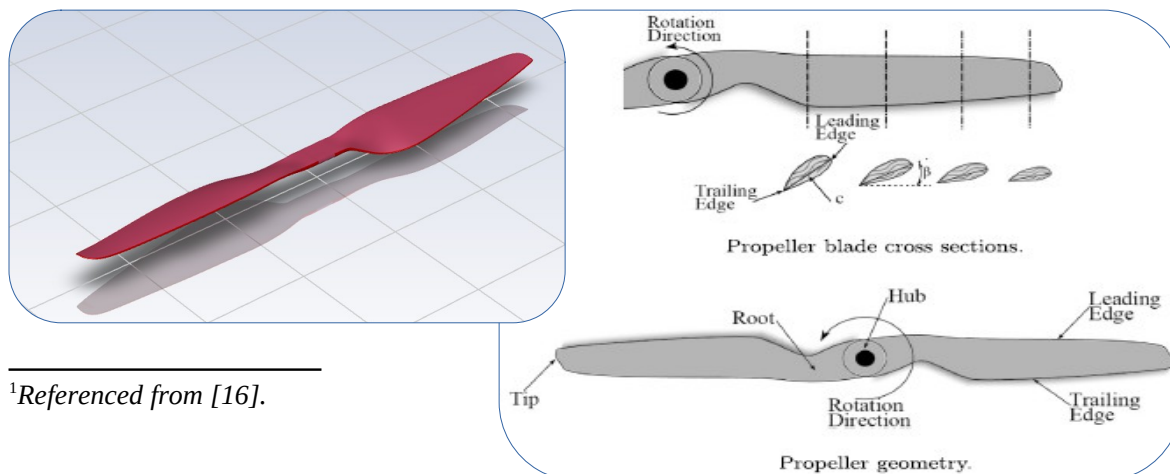 Rotation
Direction
Leading
Edge
Trailing
Edge
β
c
Propeller blade cross sections.
Hub
Root
Leading
Edge
Tip
Rotation
Direction
Trailing
Edge
Propeller geometry.
¹Referenced from [16].